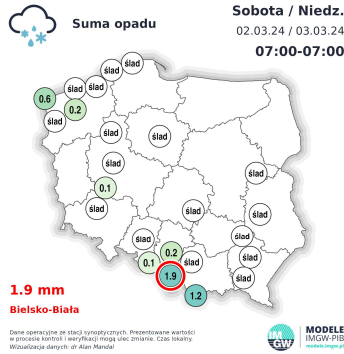 Suma opadu
Sobota / Niedz.
02.03.24 / 03.03.24
07:00-07:00
ślad
ślad
ślad
ślad
ślad
0.6
0.2
ślad
ślad
ślad
ślad
ślad
0.1
ślad
ślad
ślad
ślad
ślad
0.2
0.1
ślad
ślad
1.9
ślad
1.2
1.9 mm
Bielsko-Biała
Dane operacyjne ze stacji synoptycznych. Prezentowane wartości
w procesie kontroli i weryfikacji mogą ulec zmianie. Czas lokalny.
Wizualizacja danych: dr Alan Mandal
IM
GW
MODELE
IMGW-PIB
modele.imgw.pl